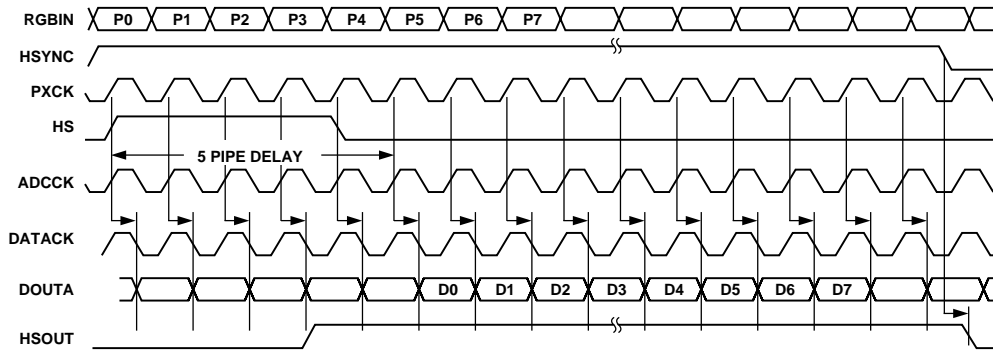 RGBIN P0 P1 P2 P3 P4 P5 P6 P7
HSYNC
PXCK
HS
5 PIPE DELAY
ADCCK
DATACK
DOUTA D0 D1 D2 D3 D4 D5 D6 D7
HSOUT